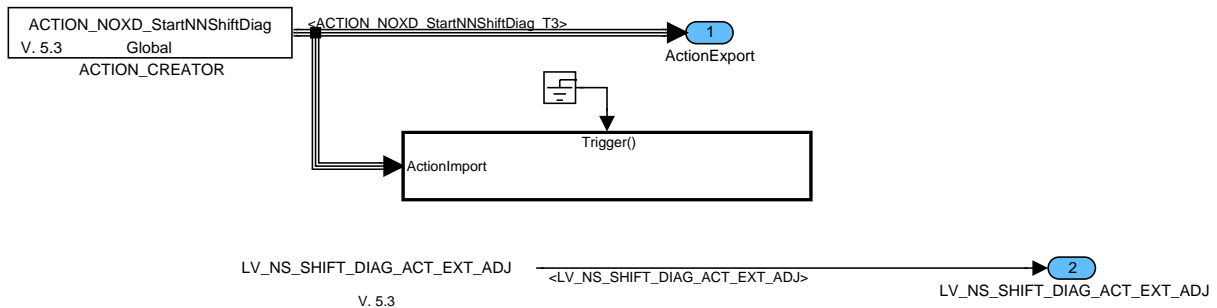 ACTION_NOXD_StartNNShiftDiag
V. 5.3 Global
ACTION_CREATOR
<ACTION_NOXD_StartNNShiftDiag_T3>
1
ActionExport
Trigger()
ActionImport
LV_NS_SHIFT_DIAG_ACT_EXT_ADJ
V. 5.3
<LV_NS_SHIFT_DIAG_ACT_EXT_ADJ>
2
LV_NS_SHIFT_DIAG_ACT_EXT_ADJ